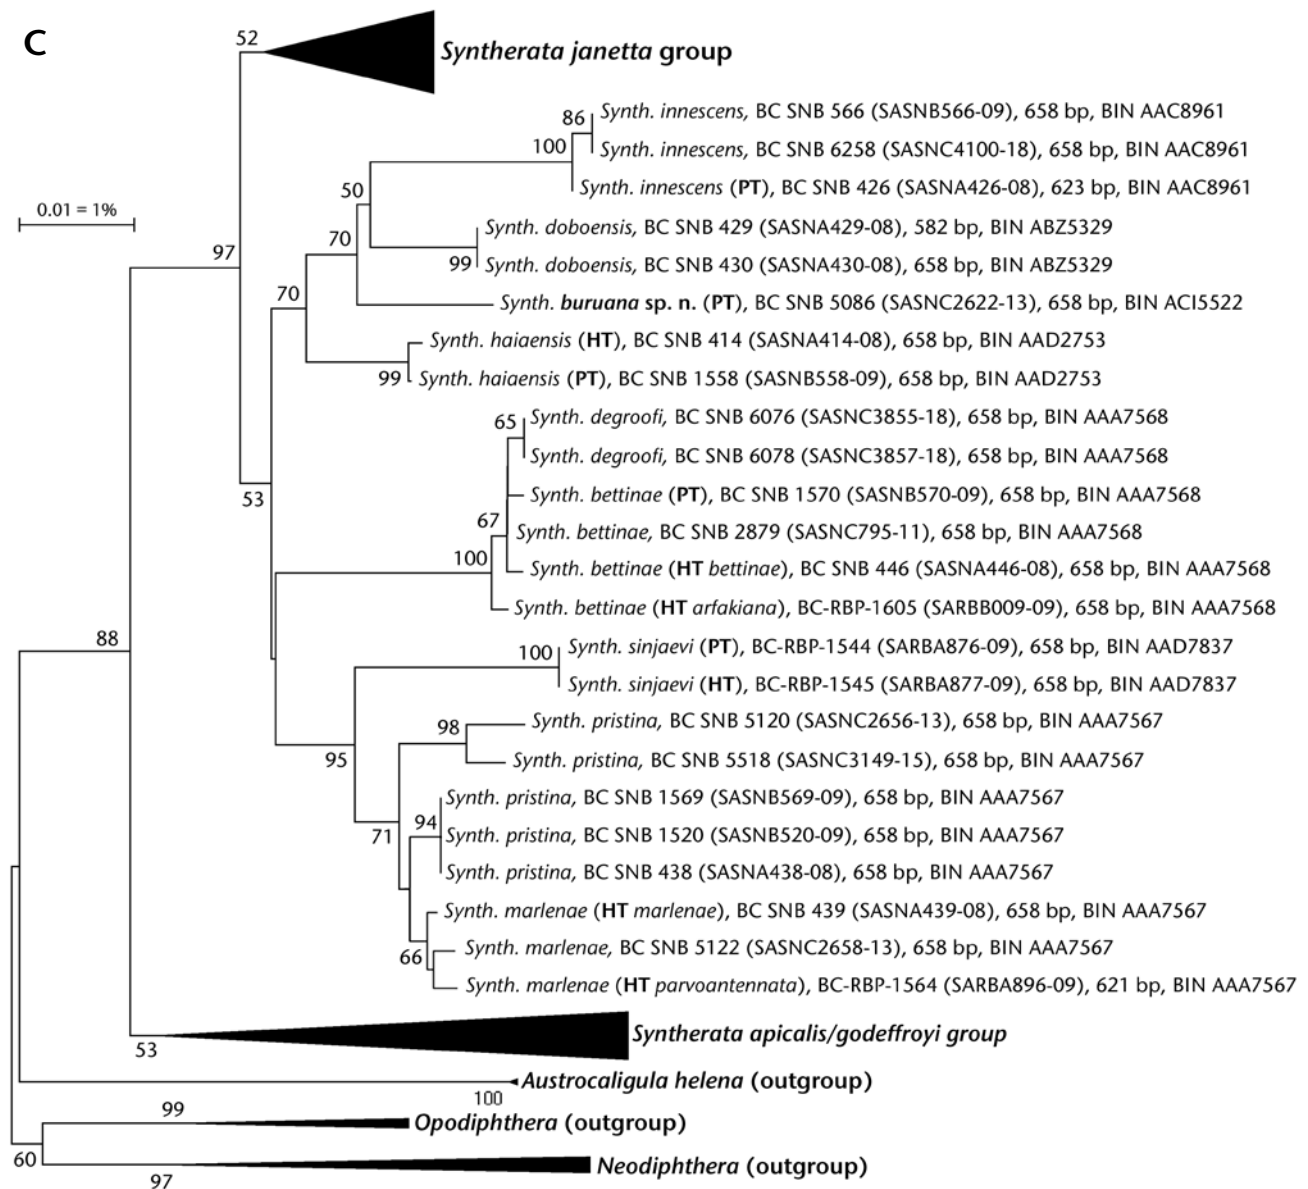 C
52
Syntherata janetta group
86
Synth. innescens, BC SNB 566 (SASNB566-09), 658 bp, BIN AAC8961
100
Synth. innescens, BC SNB 6258 (SASNC4100-18), 658 bp, BIN AAC8961
50
Synth. innescens (PT), BC SNB 426 (SASNA426-08), 623 bp, BIN AAC8961
0.01 = 1%
70
Synth. doboensis, BC SNB 429 (SASNA429-08), 582 bp, BIN ABZ5329
97
99
Synth. doboensis, BC SNB 430 (SASNA430-08), 658 bp, BIN ABZ5329
70
Synth. buruana sp. n. (PT), BC SNB 5086 (SASNC2622-13), 658 bp, BIN ACI5522
Synth. haiaensis (HT), BC SNB 414 (SASNA414-08), 658 bp, BIN AAD2753
99
Synth. haiaensis (PT), BC SNB 1558 (SASNB558-09), 658 bp, BIN AAD2753
65
Synth. degroofi, BC SNB 6076 (SASNC3855-18), 658 bp, BIN AAA7568
Synth. degroofi, BC SNB 6078 (SASNC3857-18), 658 bp, BIN AAA7568
53
Synth. bettinae (PT), BC SNB 1570 (SASNB570-09), 658 bp, BIN AAA7568
67
Synth. bettinae, BC SNB 2879 (SASNC795-11), 658 bp, BIN AAA7568
100
Synth. bettinae (HT bettinae), BC SNB 446 (SASNA446-08), 658 bp, BIN AAA7568
Synth. bettinae (HT arfakiana), BC-RBP-1605 (SARBB009-09), 658 bp, BIN AAA7568
88
100
Synth. sinjaevi (PT), BC-RBP-1544 (SARBA876-09), 658 bp, BIN AAD7837
Synth. sinjaevi (HT), BC-RBP-1545 (SARBA877-09), 658 bp, BIN AAD7837
98
Synth. pristina, BC SNB 5120 (SASNC2656-13), 658 bp, BIN AAA7567
95
Synth. pristina, BC SNB 5518 (SASNC3149-15), 658 bp, BIN AAA7567
Synth. pristina, BC SNB 1569 (SASNB569-09), 658 bp, BIN AAA7567
94
71
Synth. pristina, BC SNB 1520 (SASNB520-09), 658 bp, BIN AAA7567
Synth. pristina, BC SNB 438 (SASNA438-08), 658 bp, BIN AAA7567
Synth. marlenae (HT marlenae), BC SNB 439 (SASNA439-08), 658 bp, BIN AAA7567
66
Synth. marlenae, BC SNB 5122 (SASNC2658-13), 658 bp, BIN AAA7567
Synth. marlenae (HT parvoantennata), BC-RBP-1564 (SARBA896-09), 621 bp, BIN AAA7567
53
Syntherata apicalis/godeffroyi group
Austrocaligula helena (outgroup)
100
99
Opodiphthera (outgroup)
60
Neodiphthera (outgroup)
97